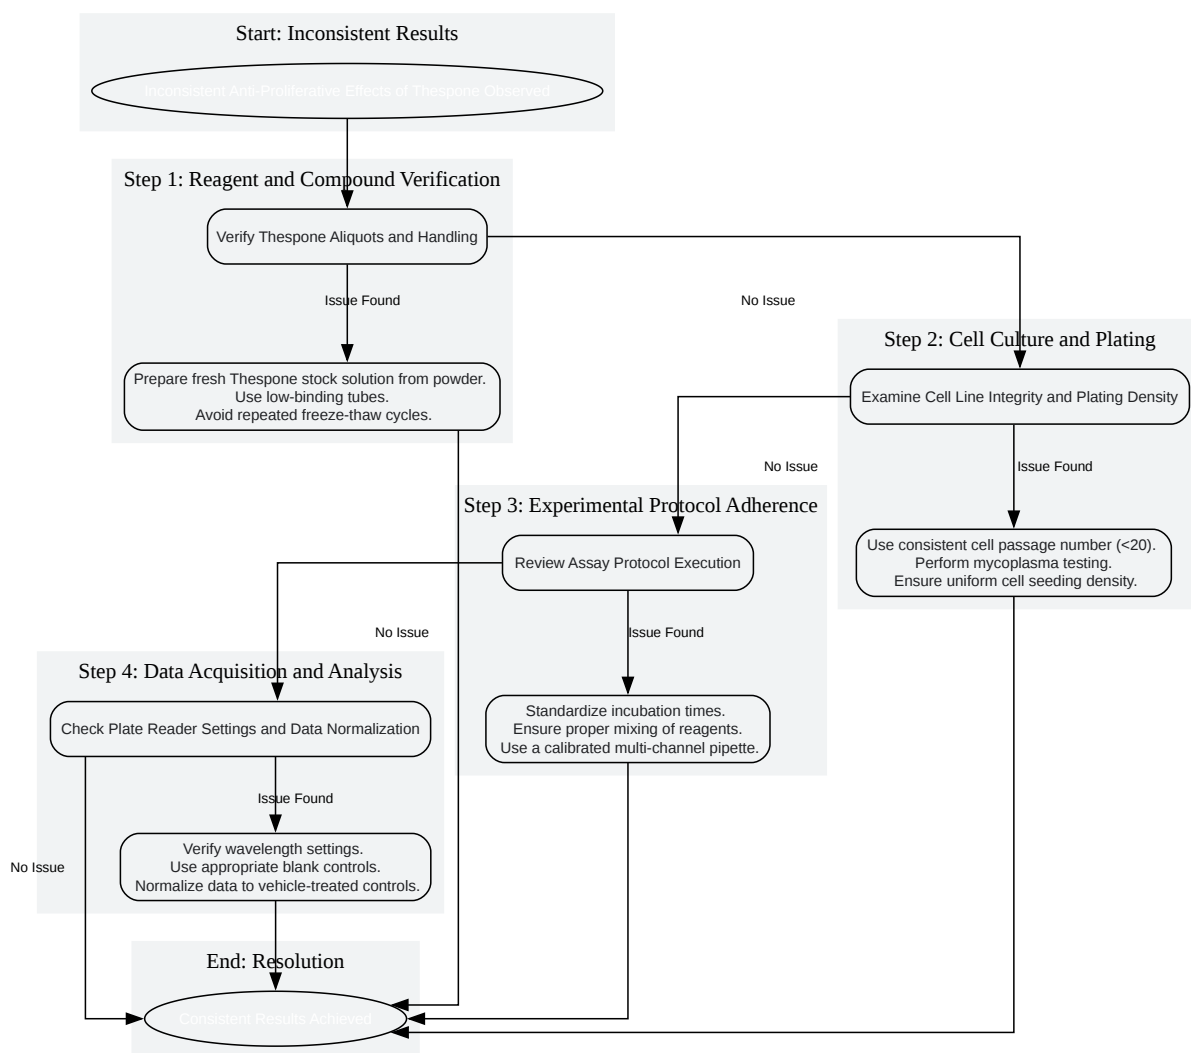 Start: Inconsistent Results
Inconsistent Anti-Proliferative Effects of Thespone Observed
Step 1: Reagent and Compound Verification
Verify Thespone Aliquots and Handling
Issue Found
No Issue
Prepare fresh Thespone stock solution from powder.
Use low-binding tubes.
Avoid repeated freeze-thaw cycles.
Step 2: Cell Culture and Plating
Examine Cell Line Integrity and Plating Density
No Issue
Issue Found
Use consistent cell passage number (<20).
Perform mycoplasma testing.
Ensure uniform cell seeding density.
Step 3: Experimental Protocol Adherence
Review Assay Protocol Execution
No Issue
Issue Found
Standardize incubation times.
Ensure proper mixing of reagents.
Use a calibrated multi-channel pipette.
Step 4: Data Acquisition and Analysis
Check Plate Reader Settings and Data Normalization
Issue Found
No Issue
Verify wavelength settings.
Use appropriate blank controls.
Normalize data to vehicle-treated controls.
End: Resolution
Consistent Results Achieved